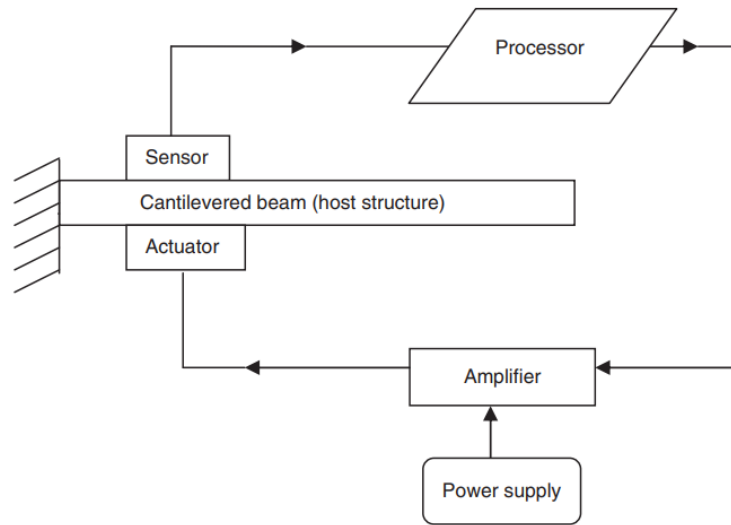 Processor
Sensor
Cantilevered beam (host structure)
Actuator
Amplifier
Power supply